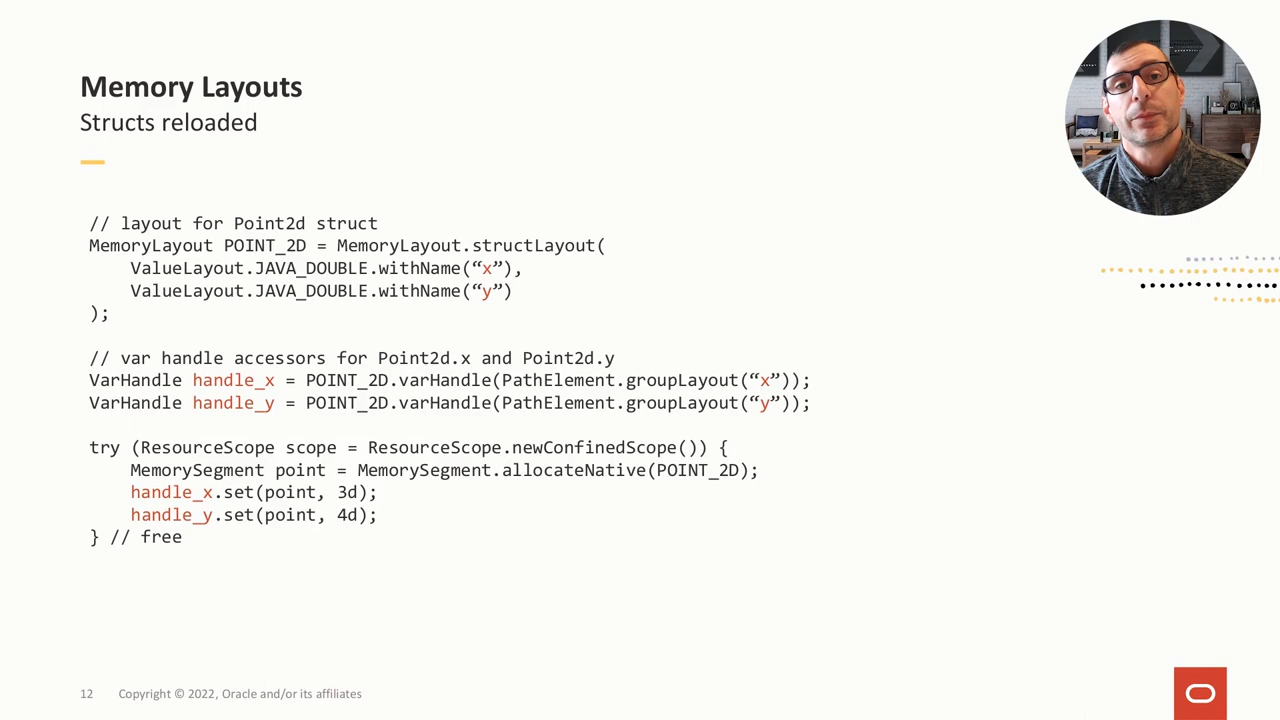 Memory Layouts
Structs reloaded
// layout for Point2d struct
MemoryLayout POINT_2D = MemoryLayout.structLayout(
    ValueLayout.JAVA_DOUBLE.withName(“x”),
    ValueLayout.JAVA_DOUBLE.withName(“y”)
);
// var handle accessors for Point2d.x and Point2d.y
VarHandle handle_x = POINT_2D.varHandle(PathElement.groupLayout(“x”));
VarHandle handle_y = POINT_2D.varHandle(PathElement.groupLayout(“y”));
try (ResourceScope scope = ResourceScope.newConfinedScope()) {
    MemorySegment point = MemorySegment.allocateNative(POINT_2D);
    handle_x.set(point, 3d);
    handle_y.set(point, 4d);
} // free
12 Copyright © 2022, Oracle and/or its affiliates